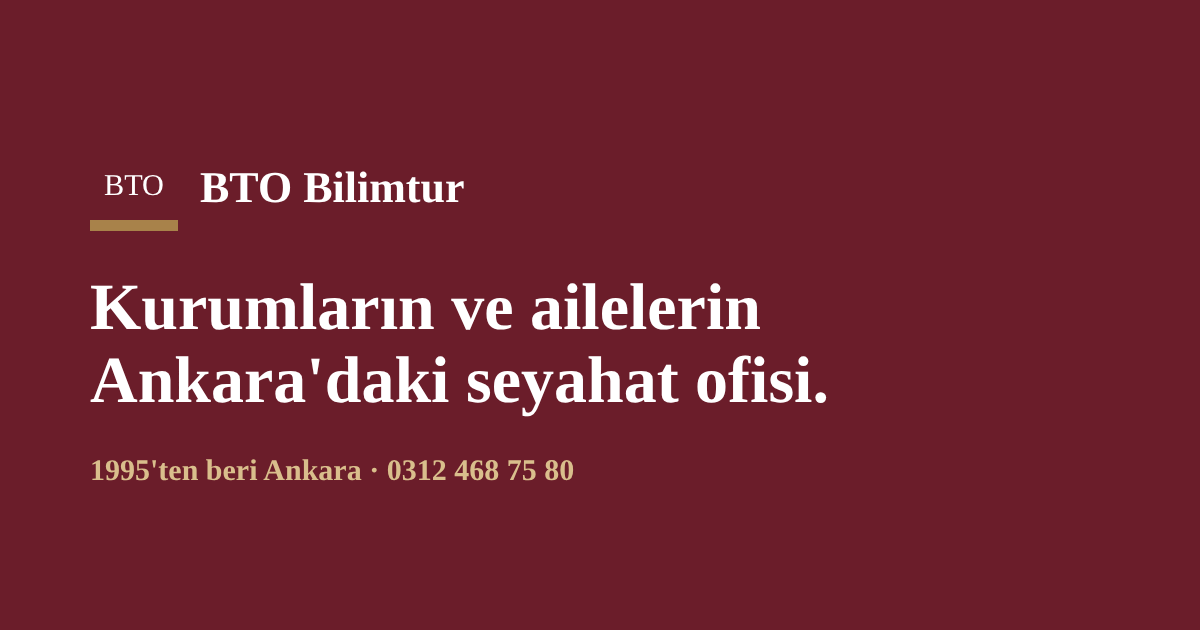 BTO
BTO Bilimtur
Kurumların ve ailelerin
Ankara'daki seyahat ofisi.
1995'ten beri Ankara · 0312 468 75 80